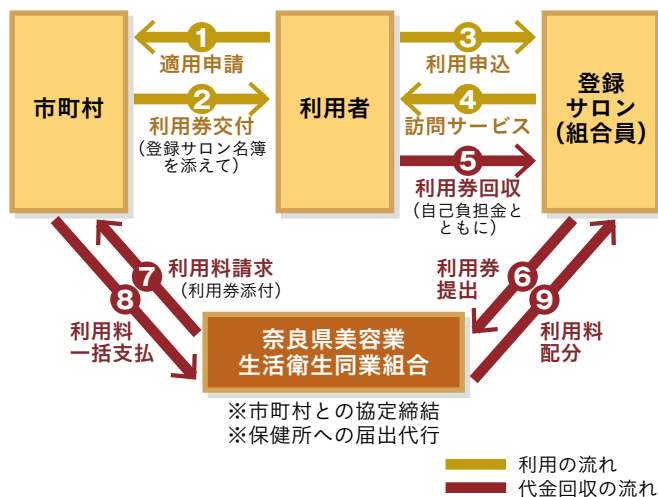 市町村
利用者
登録
サロン
(組合員)
1
適用申請
2
利用券交付
(登録サロン名簿
を添えて)
3
利用申込
4
訪問サービス
5
利用券回収
(自己負担金と
ともに)
6
利用券
提出
7
利用料請求
(利用券添付)
8
利用料
一括支払
9
利用料
配分
奈良県美容業
生活衛生同業組合
※市町村との協定締結
※保健所への届出代行
利用の流れ
代金回収の流れ